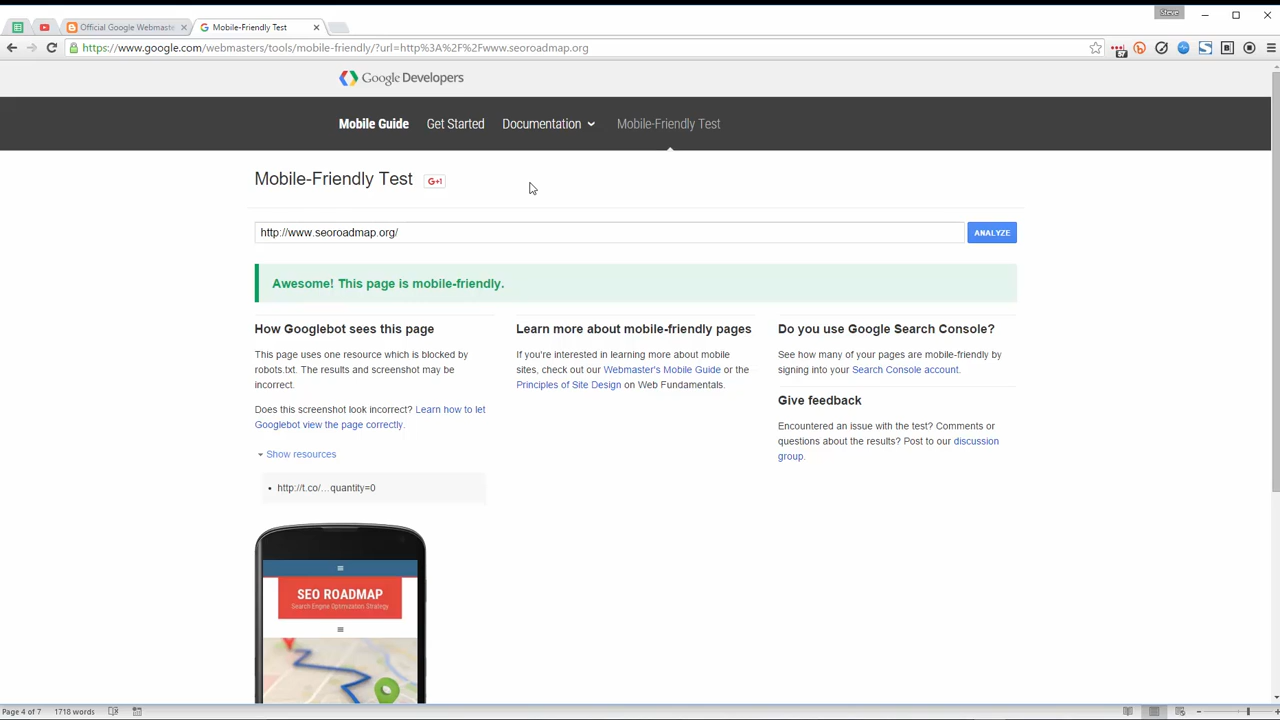 Steve
Official Google Webmaste
Mobile-Friendly Test
https://www.google.com/webmasters/tools/mobile-friendly/?url=http%3A%2F%2Fwww.seoroadmap.org
Google Developers
Mobile Guide
Get Started
Documentation
Mobile-Friendly Test
Mobile-Friendly Test
G+1
http://www.seoroadmap.org/
ANALYZE
Awesome! This page is mobile-friendly.
How Googlebot sees this page
This page uses one resource which is blocked by
robots.txt. The results and screenshot may be
incorrect.
Does this screenshot look incorrect? Learn how to let
Googlebot view the page correctly.
Show resources
• http://t.co/…quantity=0
SEO ROADMAP
Search Engine Optimization Strategy
Learn more about mobile-friendly pages
If you're interested in learning more about mobile
sites, check out our Webmaster's Mobile Guide or the
Principles of Site Design on Web Fundamentals.
Do you use Google Search Console?
See how many of your pages are mobile-friendly by
signing into your Search Console account.
Give feedback
Encountered an issue with the test? Comments or
questions about the results? Post to our discussion
group.
Page 4 of 7
1718 words